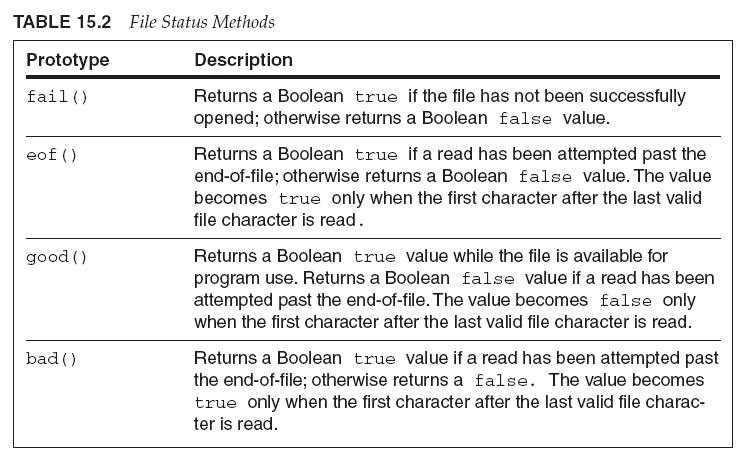 TABLE 15.2 File Status Methods
Prototype Description
fail() Returns a Boolean true if the file has not been successfully
opened; otherwise returns a Boolean false value.
eof() Returns a Boolean true if a read has been attempted past the
end-of-file; otherwise returns a Boolean false value. The value
becomes true only when the first character after the last valid
file character is read.
good() Returns a Boolean true value while the file is available for
program use. Returns a Boolean false value if a read has been
attempted past the end-of-file. The value becomes false only
when the first character after the last valid file character is read.
bad() Returns a Boolean true value if a read has been attempted past
the end-of-file; otherwise returns a false. The value becomes
true only when the first character after the last valid file charac-
ter is read.